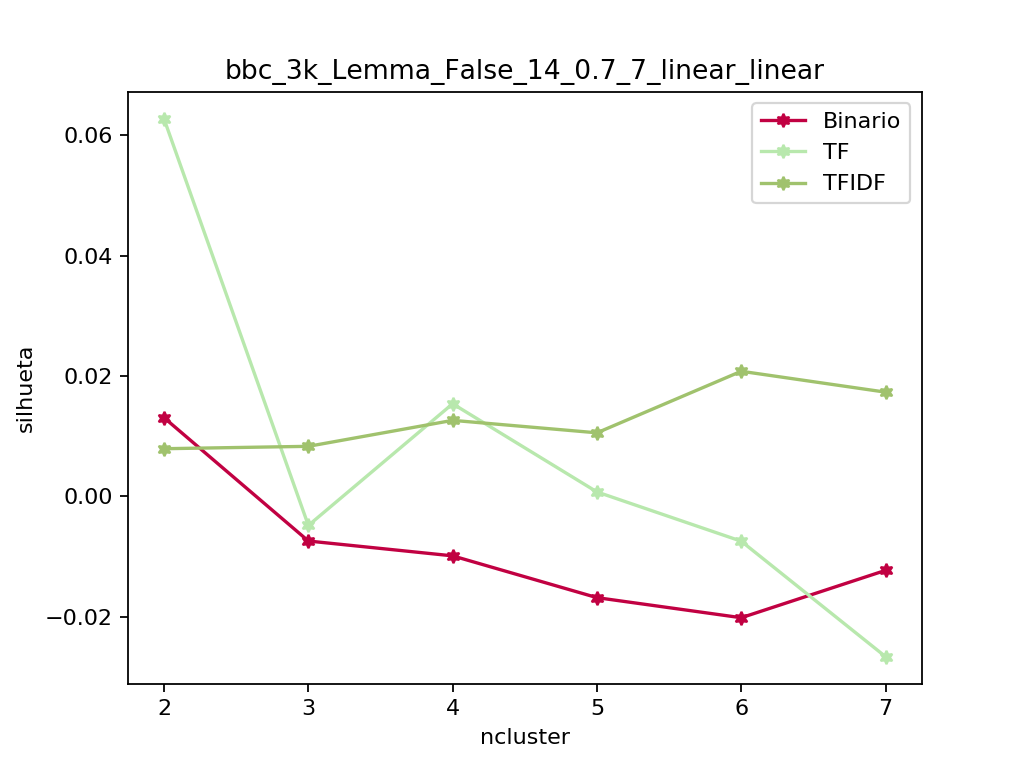 bbc_3k_Lemma_False_14_0.7_7_linear_linear
Binario
TF
TFIDF
0.06
0.04
0.02
0.00
−0.02
silhueta
2 3 4 5 6 7
ncluster